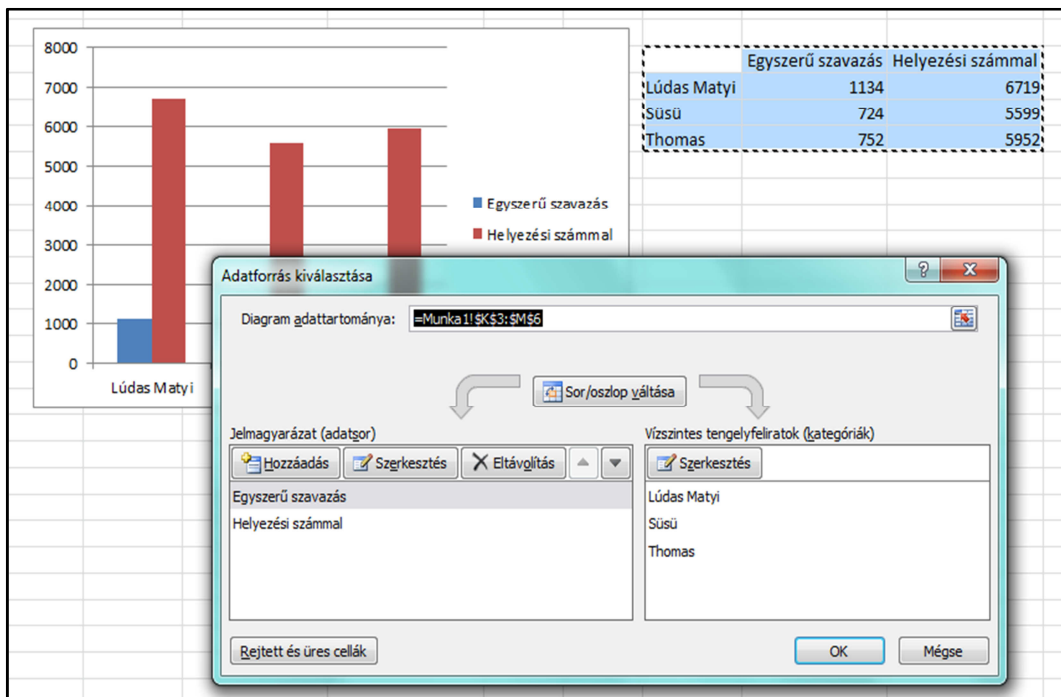 8000
7000
6000
5000
4000
3000
2000
1000
0
Lúdas Matyi
Egyszerű szavazás
Helyezési számmal
Egyszerű szavazás Helyezési számmal
Lúdas Matyi 1134 6719
Süsü 724 5599
Thomas 752 5952
Adatforrás kiválasztása
Diagram adattartománya: =Munka1!$K$3:$M$6
Sor/oszlop váltása
Jelmagyarázat (adatsor)
Hozzáadás Szerkesztés Eltávolítás
Egyszerű szavazás
Helyezési számmal
Vízszintes tengelyfeliratok (kategóriák)
Szerkesztés
Lúdas Matyi
Süsü
Thomas
Rejtett és üres cellák
OK Mégse